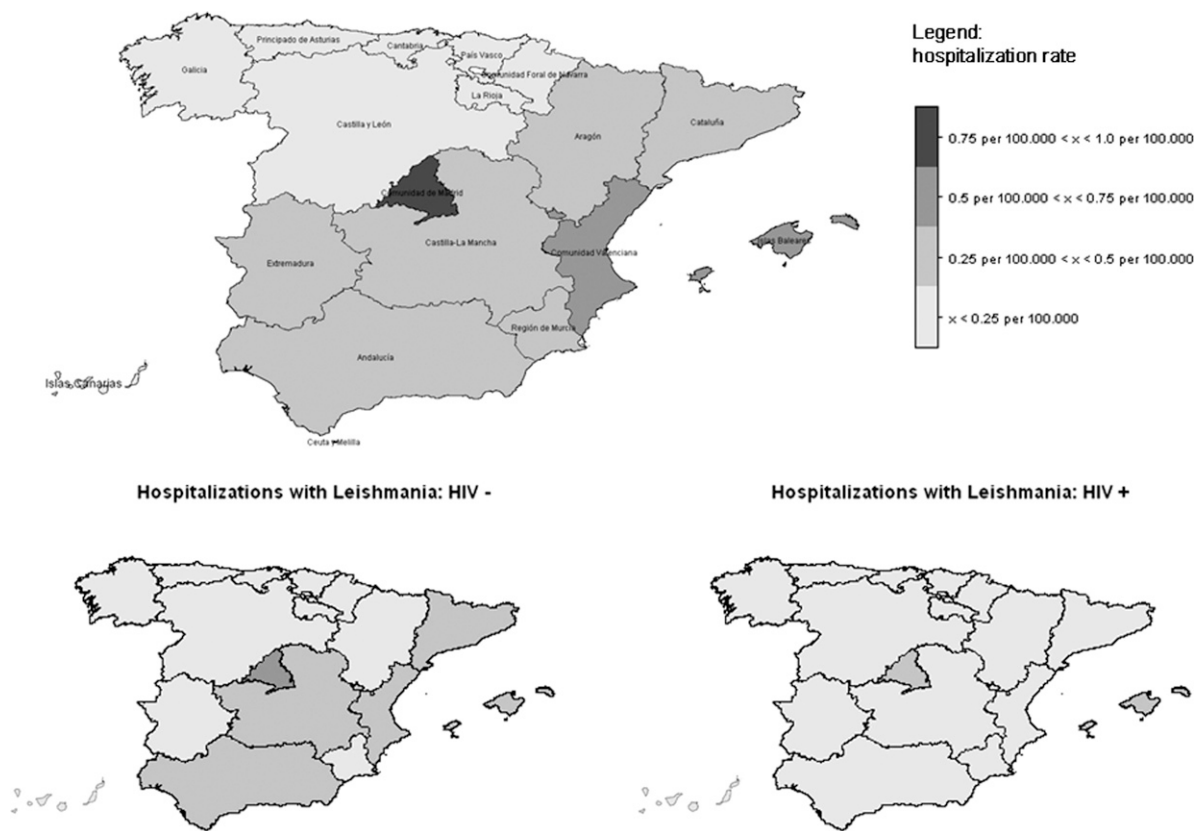 Legend:
hospitalization rate
Principado de Asturias
Cantabria
País Vasco
Galicia
Comunidad Foral de Navarra
La Rioja
Castilla y León
Aragón
Cataluña
0.75 per 100.000 < x < 1.0 per 100.000
Comunidad de Madrid
0.5 per 100.000 < x < 0.75 per 100.000
Castilla-La Mancha
Islas Baleares
Comunidad Valenciana
Extremadura
0.25 per 100.000 < x < 0.5 per 100.000
x < 0.25 per 100.000
Región de Murcia
Andalucía
Islas Canarias
Ceuta y Melilla
Hospitalizations with Leishmania: HIV -
Hospitalizations with Leishmania: HIV +